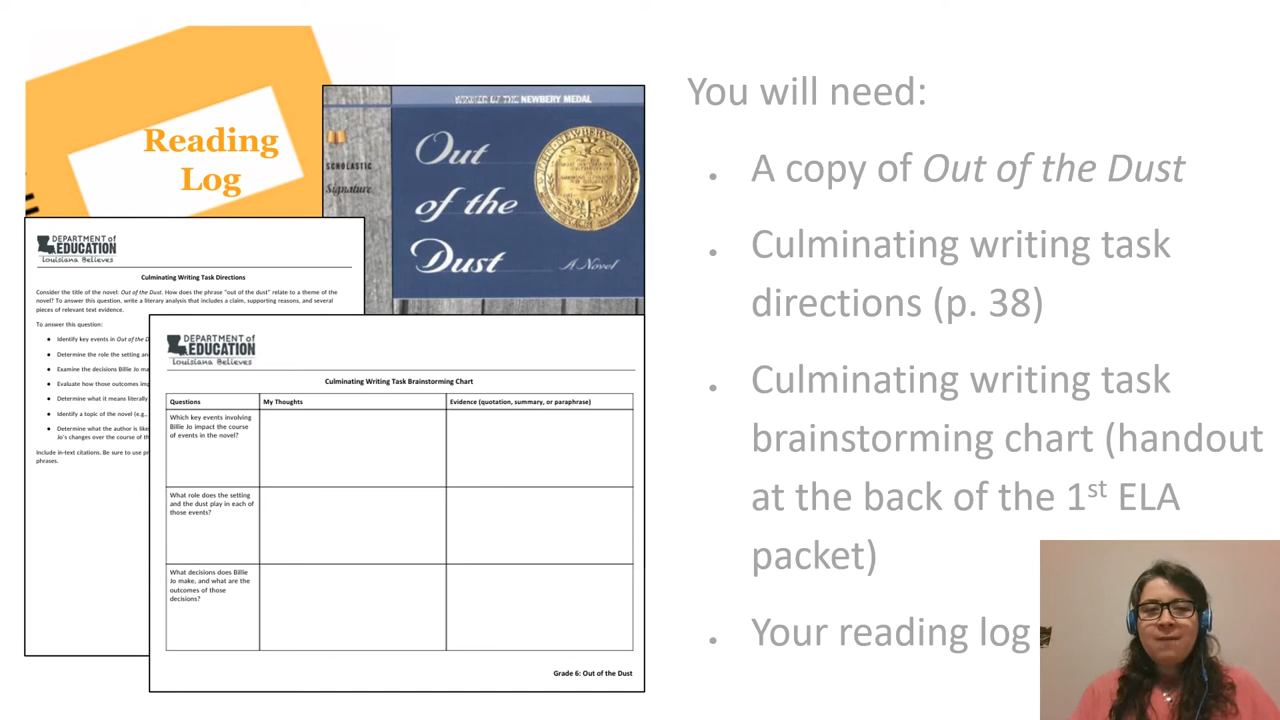 Reading
Log
WINNER OF THE NEWBERY MEDAL
SCHOLASTIC
Signature
Out
of the
Dust
A Novel
DEPARTMENT of
EDUCATION
Louisiana Believes
Culminating Writing Task Directions
Consider the title of the novel: Out of the Dust. How does the phrase "out of the dust" relate to a theme of the
novel? To answer this question, write a literary analysis that includes a claim, supporting reasons, and several
pieces of relevant text evidence.
To answer this question:
● Identify key events in Out of the D
● Determine the role the setting an
● Examine the decisions Billie Jo ma
● Evaluate how those outcomes imp
● Determine what it means literally
● Identify a topic of the novel (e.g.,
● Determine what the author is like
Jo's changes over the course of th
Include in-text citations. Be sure to use pr
phrases.
DEPARTMENT of
EDUCATION
Louisiana Believes
Culminating Writing Task Brainstorming Chart
Questions My Thoughts Evidence (quotation, summary, or paraphrase)
Which key events involving
Billie Jo impact the course
of events in the novel?
What role does the setting
and the dust play in each of
those events?
What decisions does Billie
Jo make, and what are the
outcomes of those
decisions?
Grade 6: Out of the Dust
You will need:
• A copy of Out of the Dust
• Culminating writing task
directions (p. 38)
• Culminating writing task
brainstorming chart (handout
at the back of the 1st ELA
packet)
• Your reading log